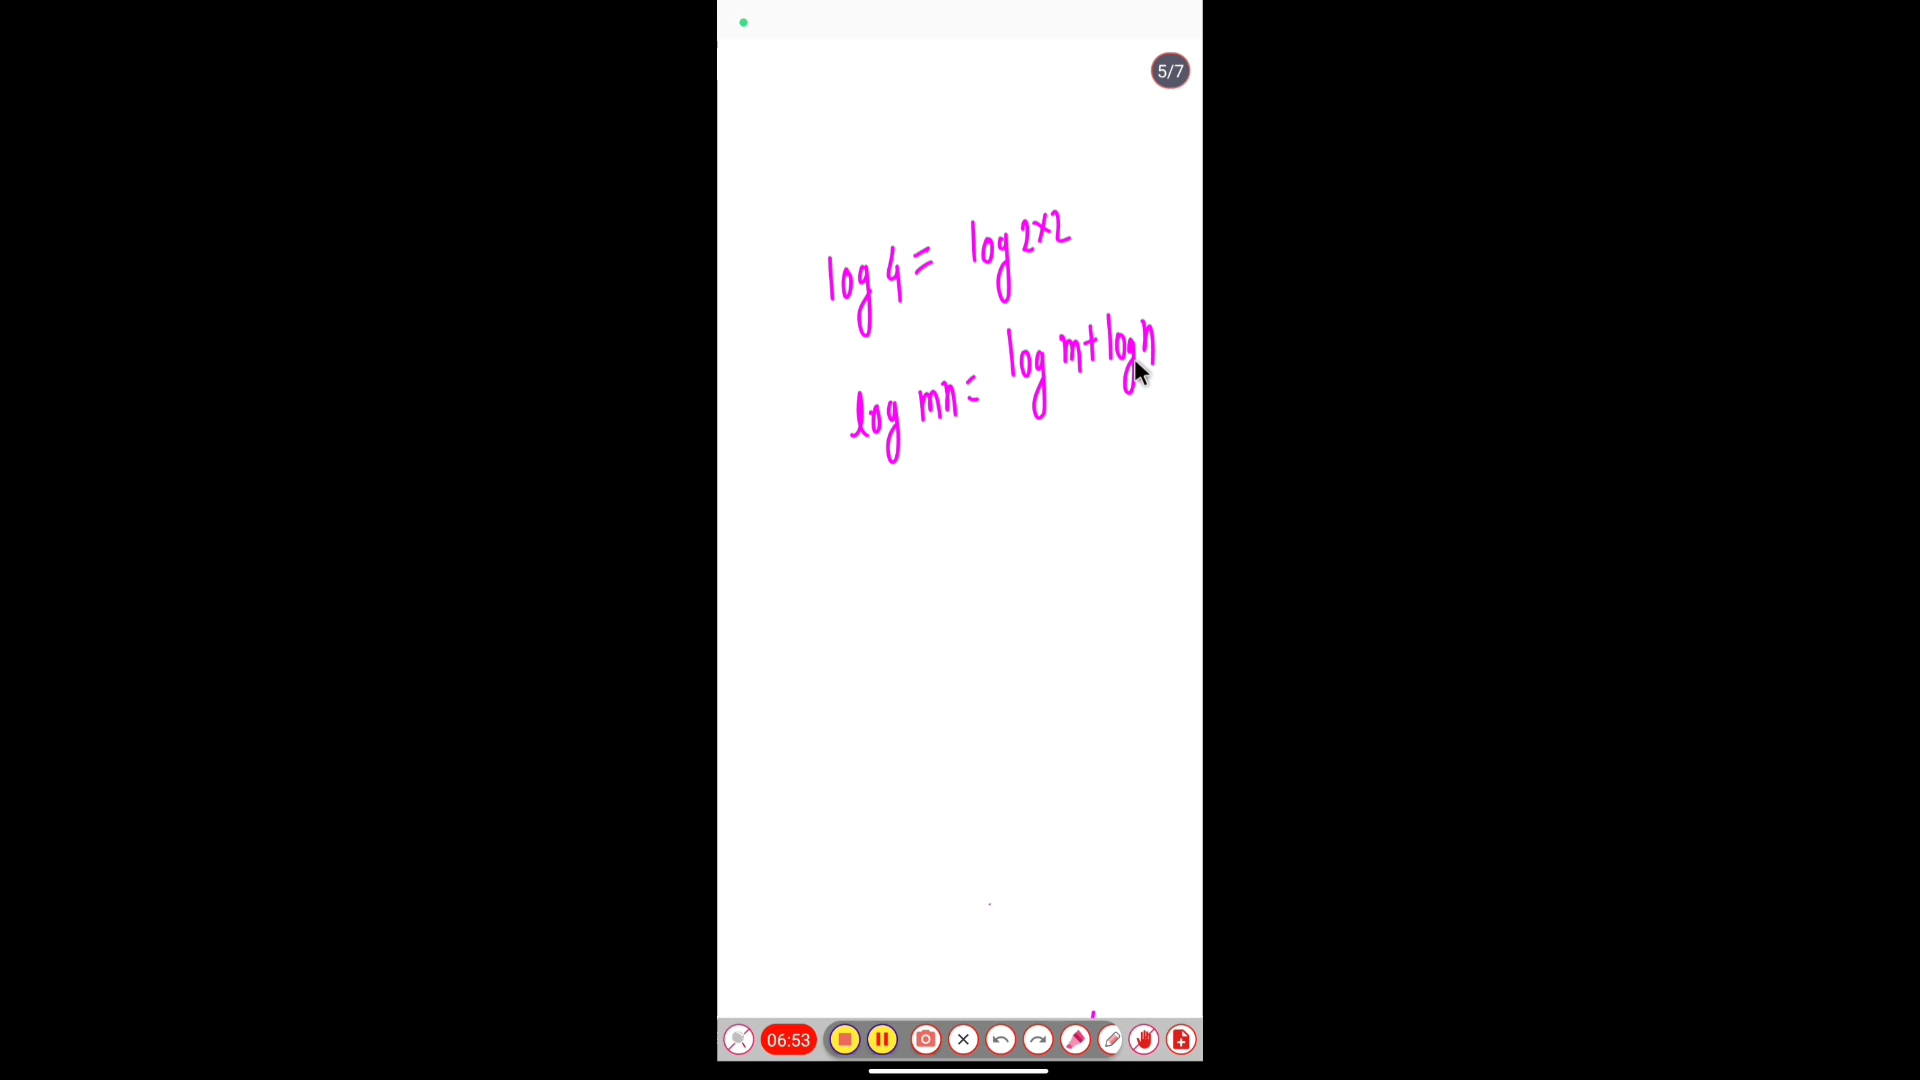 5/7
log 4 = log 2×2
log mn = log m + log n
06:53